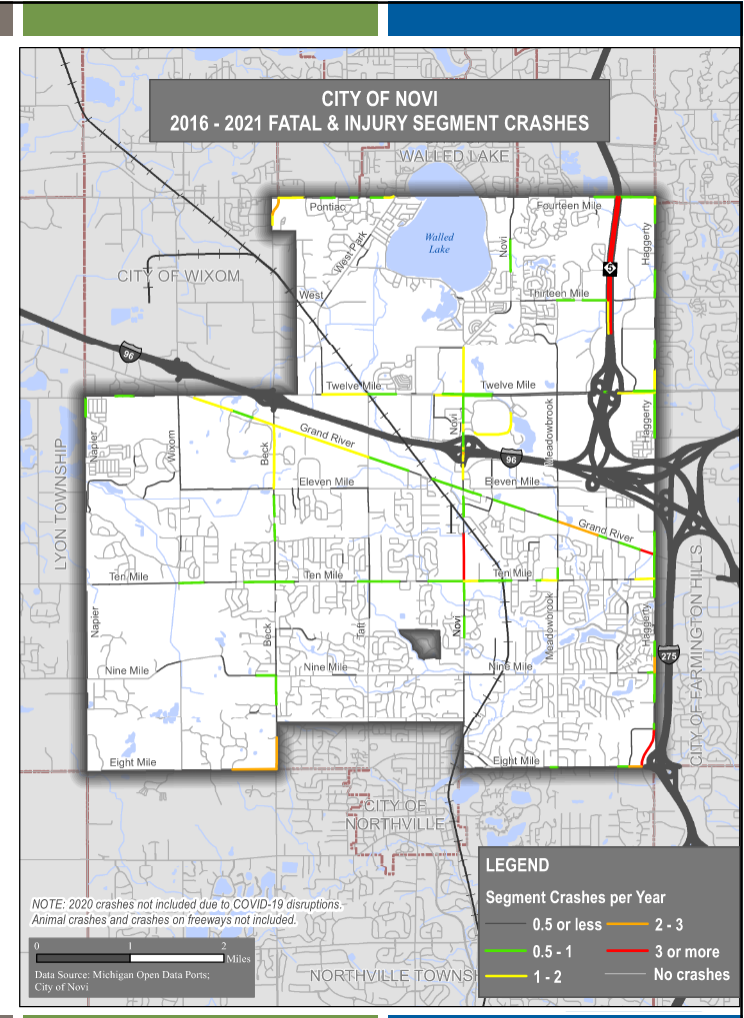 CITY OF NOVI
2016 - 2021 FATAL & INJURY SEGMENT CRASHES
WALLED LAKE
Pontiac
Fourteen Mile
Haggerty
West Park
Walled
Lake
Novi
5
CITY OF WIXOM
West
Thirteen Mile
96
Twelve Mile
Twelve Mile
Napier
Wixom
Beck
Grand River
Novi
Meadowbrook
Haggerty
96
LYON TOWNSHIP
Eleven Mile
Eleven Mile
Grand River
CITY OF FARMINGTON HILLS
Ten Mile
Ten Mile
Ten Mile
Napier
Beck
Taft
Novi
Meadowbrook
Haggerty
275
Nine Mile
Nine Mile
Nine Mile
Eight Mile
Eight Mile
CITY OF
NORTHVILLE
LEGEND
Segment Crashes per Year
0.5 or less
2 - 3
0.5 - 1
3 or more
1 - 2
No crashes
NOTE: 2020 crashes not included due to COVID-19 disruptions.
Animal crashes and crashes on freeways not included.
0 1 2
Miles
Data Source: Michigan Open Data Ports;
City of Novi
NORTHVILLE TOWNSH